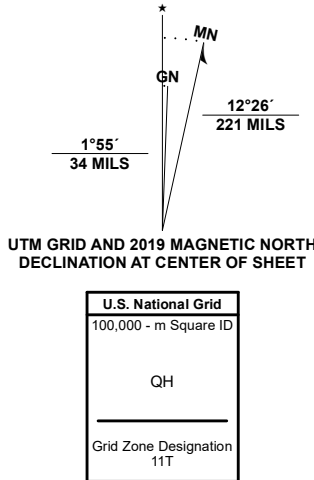 ★
MN
GN
12°26´
221 MILS
1°55´
34 MILS
UTM GRID AND 2019 MAGNETIC NORTH
DECLINATION AT CENTER OF SHEET
U.S. National Grid
100,000 - m Square ID
QH
Grid Zone Designation
11T